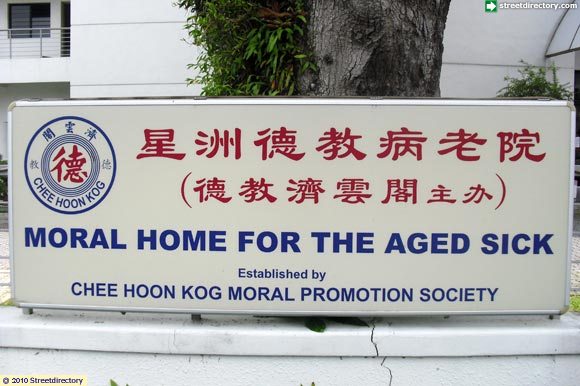 streetdirectory.com
閣雲濟
教 德 德
CHEE HOON KOG
星洲德教病老院
(德教濟雲閣主办)
MORAL HOME FOR THE AGED SICK
Established by
CHEE HOON KOG MORAL PROMOTION SOCIETY
© 2010 Streetdirectory